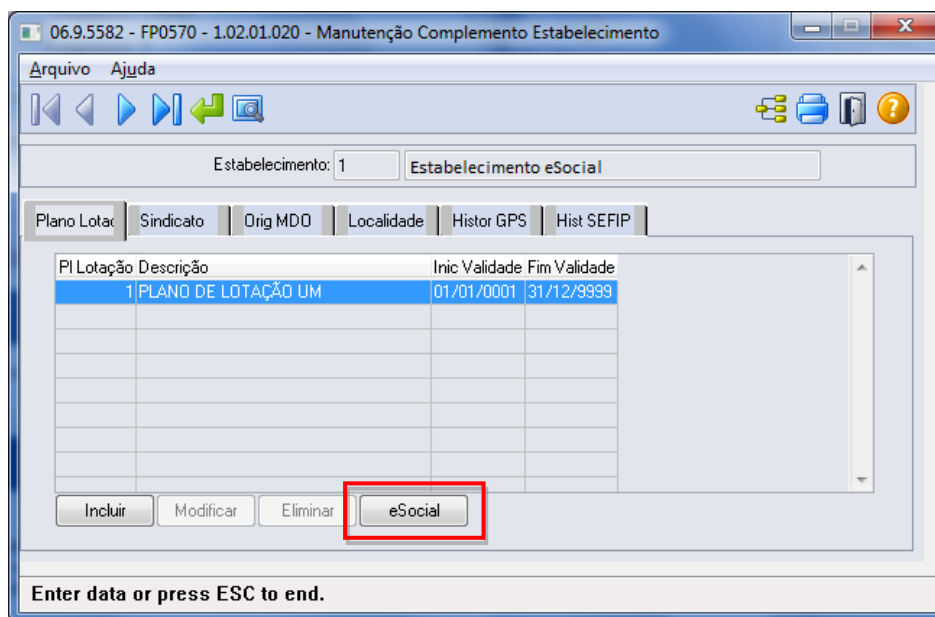 06.9.5582 - FP0570 - 1.02.01.020 - Manutenção Complemento Estabelecimento
Arquivo Ajuda
Estabelecimento: 1 Estabelecimento eSocial
Plano Lotaç Sindicato Orig MDO Localidade Histor GPS Hist SEFIP
Pl Lotação Descrição Inic Validade Fim Validade
1 PLANO DE LOTAÇÃO UM 01/01/0001 31/12/9999
Incluir Modificar Eliminar eSocial
Enter data or press ESC to end.